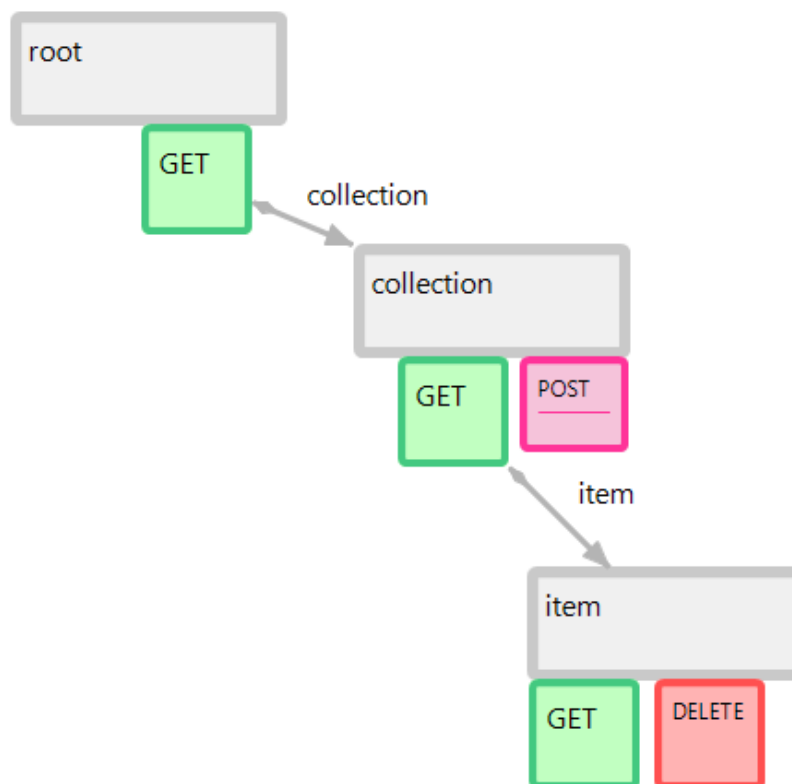 root
GET
collection
collection
GET
POST
item
item
GET
DELETE